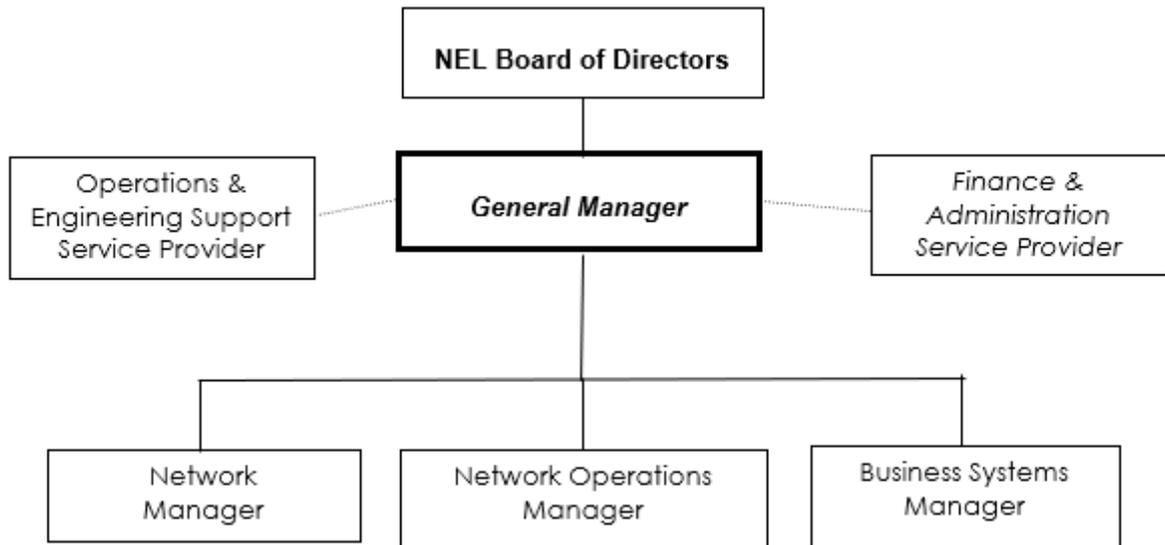 NEL Board of Directors
Operations &
Engineering Support
Service Provider
General Manager
Finance &
Administration
Service Provider
Network
Manager
Network Operations
Manager
Business Systems
Manager